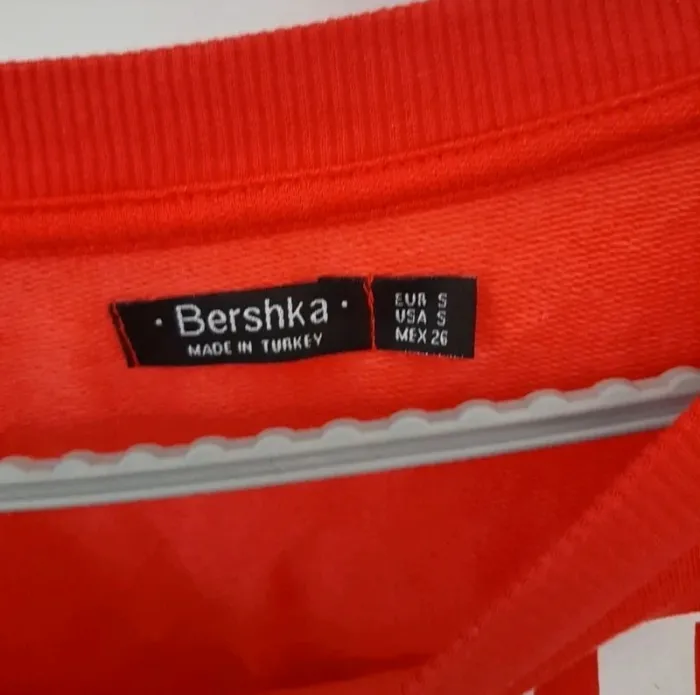 · Bershka ·
MADE IN TURKEY
EUR S
USA S
MEX 26